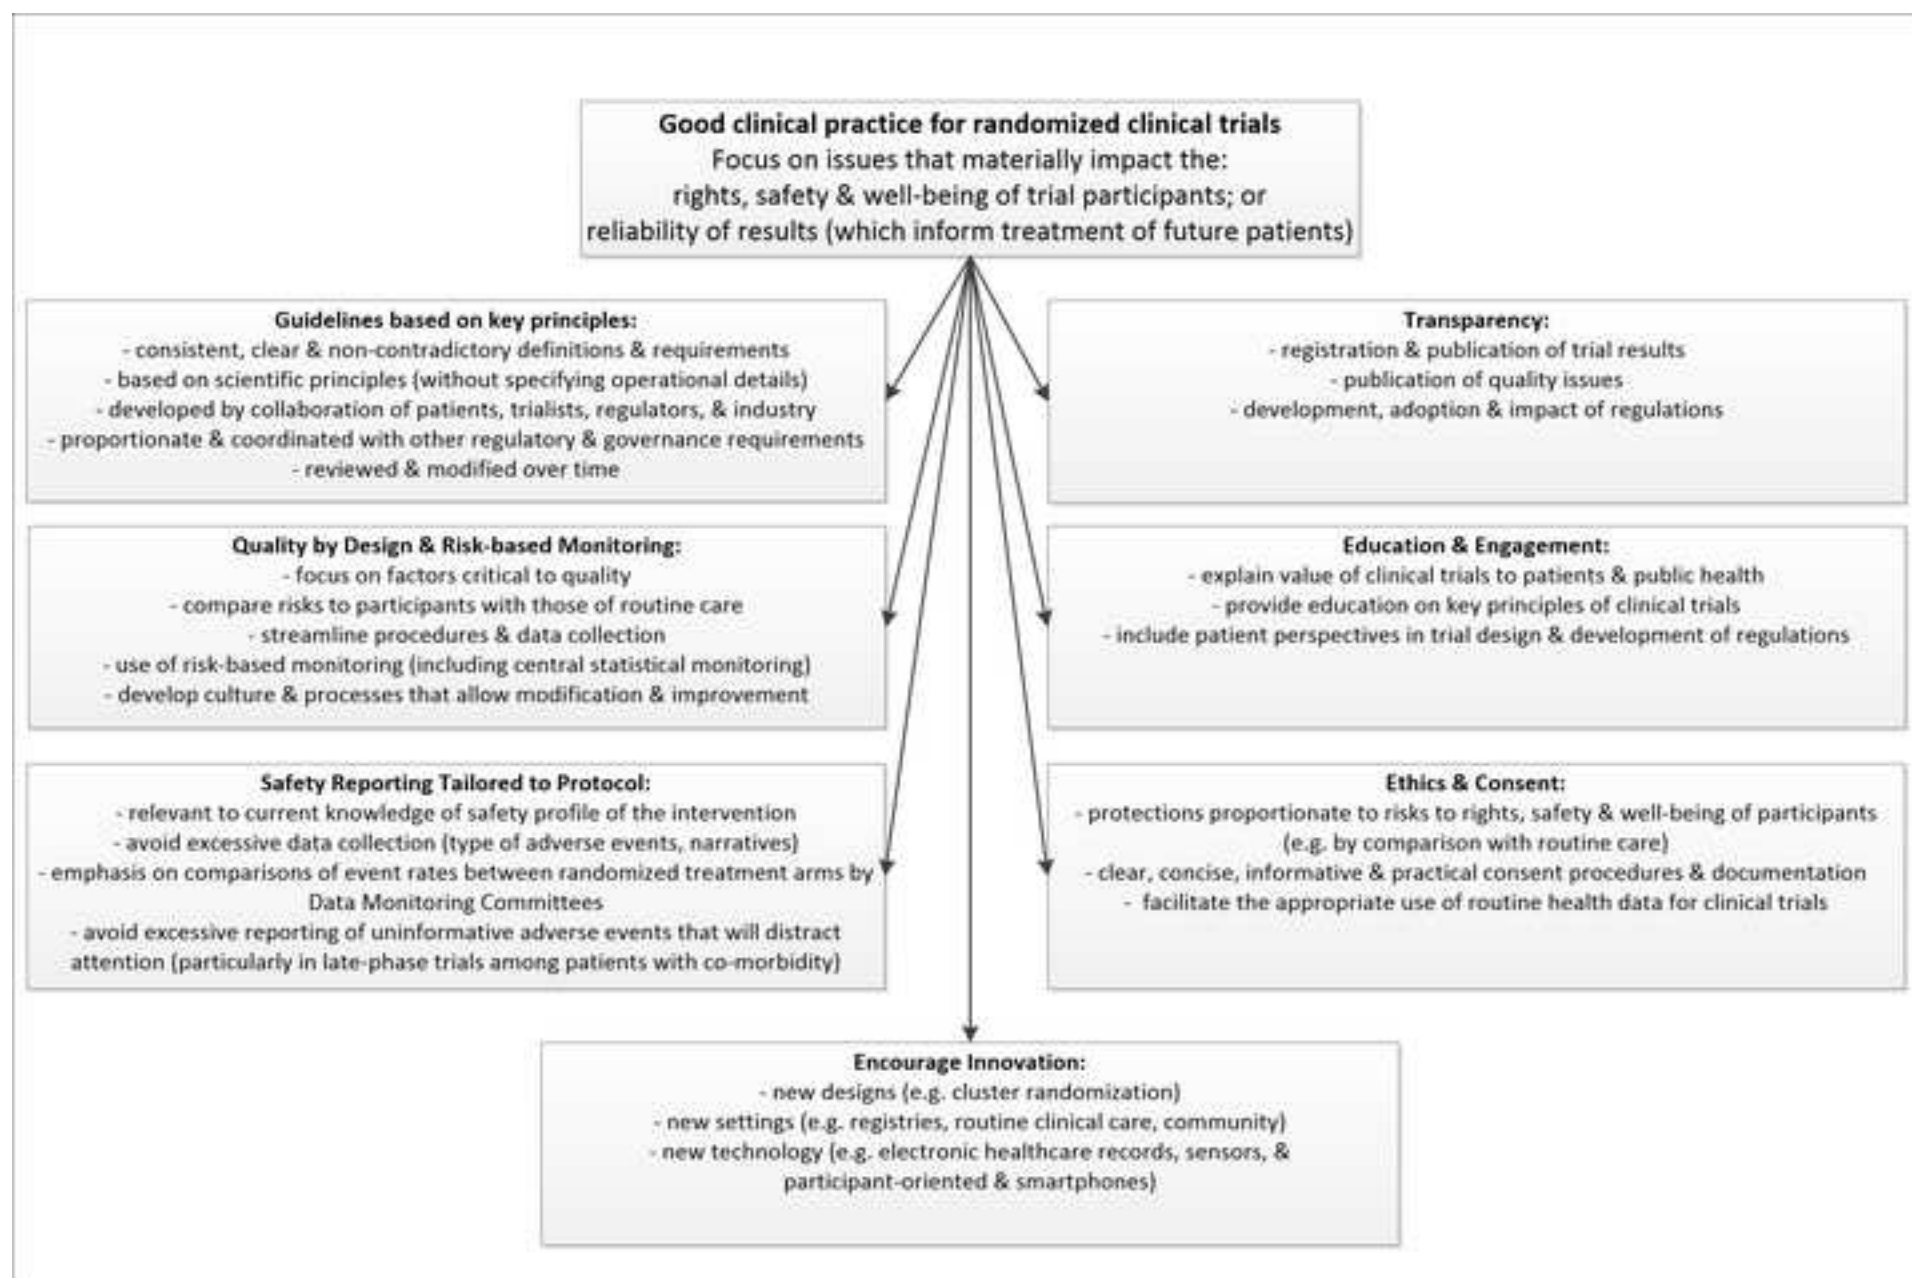 Good clinical practice for randomized clinical trials
Focus on issues that materially impact the:
rights, safety & well-being of trial participants; or
reliability of results (which inform treatment of future patients)
Guidelines based on key principles:
- consistent, clear & non-contradictory definitions & requirements
- based on scientific principles (without specifying operational details)
- developed by collaboration of patients, trialists, regulators, & industry
- proportionate & coordinated with other regulatory & governance requirements
- reviewed & modified over time
Transparency:
- registration & publication of trial results
- publication of quality issues
- development, adoption & impact of regulations
Quality by Design & Risk-based Monitoring:
- focus on factors critical to quality
- compare risks to participants with those of routine care
- streamline procedures & data collection
- use of risk-based monitoring (including central statistical monitoring)
- develop culture & processes that allow modification & improvement
Education & Engagement:
- explain value of clinical trials to patients & public health
- provide education on key principles of clinical trials
- include patient perspectives in trial design & development of regulations
Safety Reporting Tailored to Protocol:
- relevant to current knowledge of safety profile of the intervention
- avoid excessive data collection (type of adverse events, narratives)
- emphasis on comparisons of event rates between randomized treatment arms by
Data Monitoring Committees
- avoid excessive reporting of uninformative adverse events that will distract
attention (particularly in late-phase trials among patients with co-morbidity)
Ethics & Consent:
- protections proportionate to risks to rights, safety & well-being of participants
(e.g. by comparison with routine care)
- clear, concise, informative & practical consent procedures & documentation
- facilitate the appropriate use of routine health data for clinical trials
Encourage Innovation:
- new designs (e.g. cluster randomization)
- new settings (e.g. registries, routine clinical care, community)
- new technology (e.g. electronic healthcare records, sensors, &
participant-oriented & smartphones)